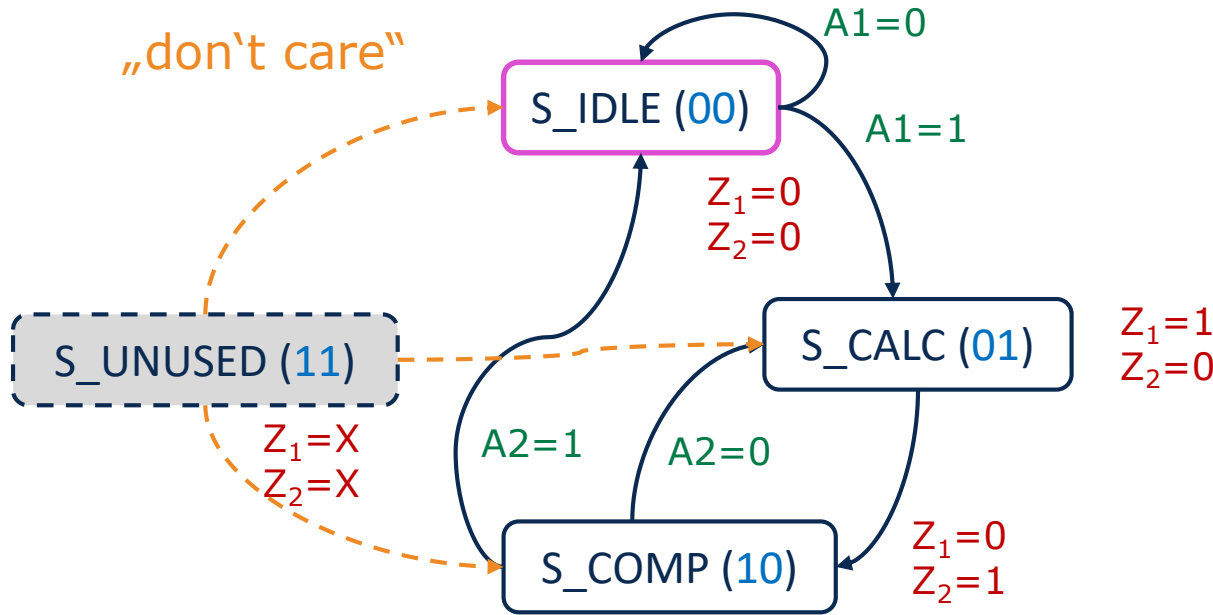 A1=0
„don‘t care“
S_IDLE (00)
A1=1
Z₁=0
Z₂=0
S_UNUSED (11)
S_CALC (01)
Z₁=1
Z₂=0
Z₁=X
Z₂=X
A2=1
A2=0
S_COMP (10)
Z₁=0
Z₂=1